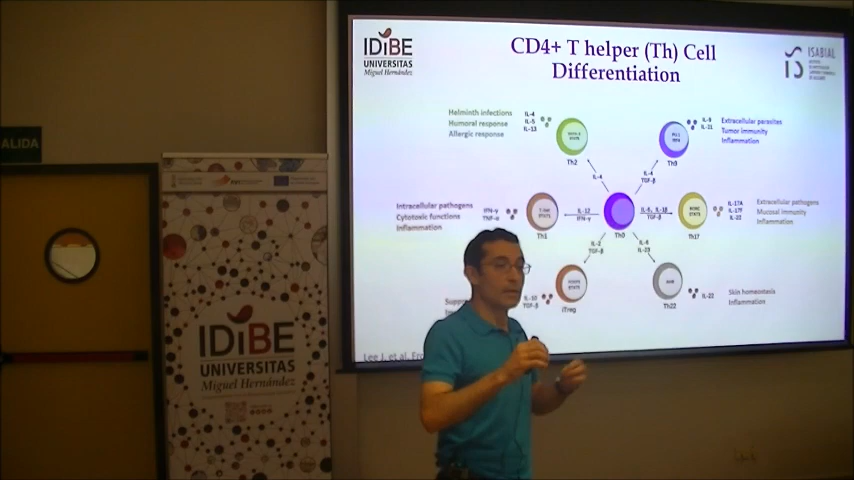 IDiBE
UNIVERSITAS
Miguel Hernández
CD4+ T helper (Th) Cell
Differentiation
ISABIAL
Helminth infections
Humoral response
Allergic response
IL-4
IL-5
IL-13
Th2
IL-4
Th9
IL-4
TGF-β
IL-9
IL-21
Extracellular parasites
Tumor immunity
Inflammation
Intracellular pathogens
Cytotoxic functions
Inflammation
IFN-γ
TNF-α
Th1
IL-12
IFN-γ
Th0
IL-6, IL-1β
TGF-β
Th17
IL-17A
IL-17F
IL-22
Extracellular pathogens
Mucosal immunity
Inflammation
IL-2
TGF-β
IL-6
IL-10
TGF-β
iTreg
Th22
IL-22
Skin homeostasis
Inflammation
Lee J. et al.
SALIDA
IDiBE
UNIVERSITAS
Miguel Hernández